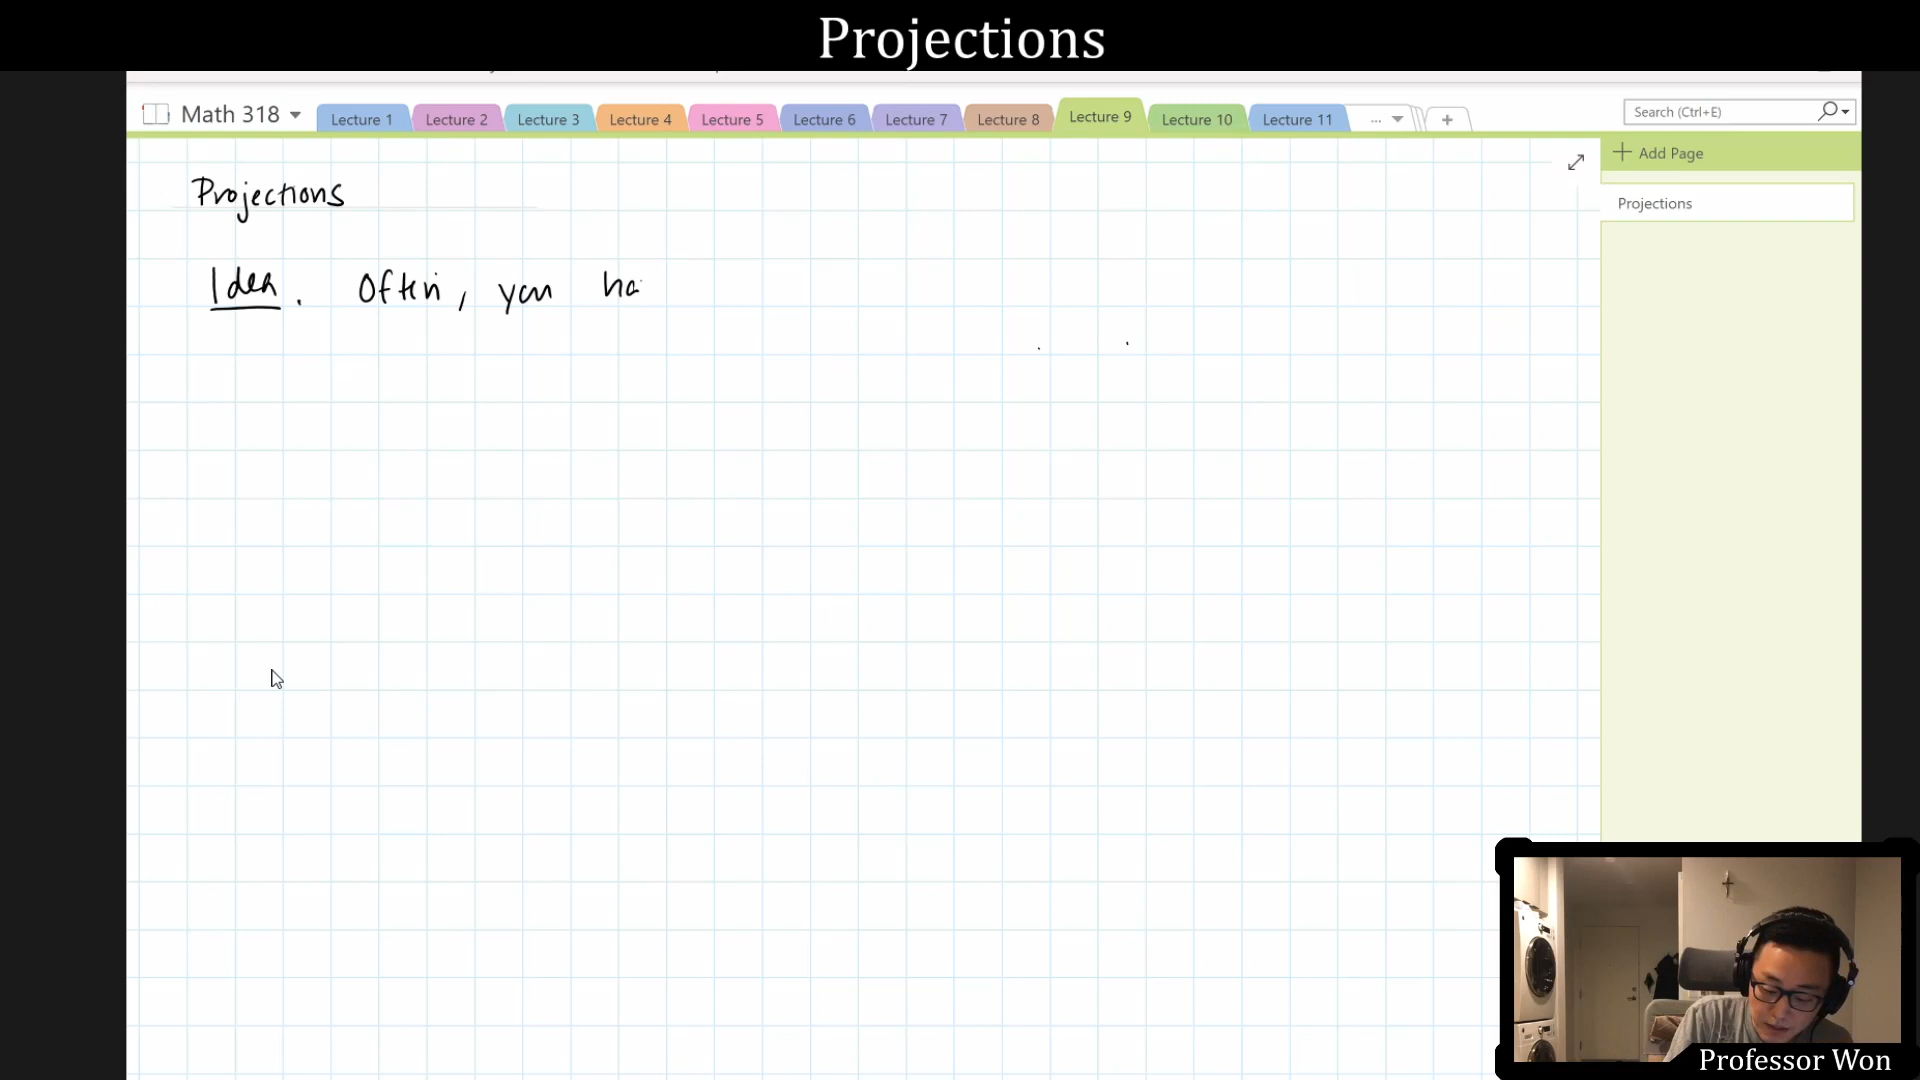 Projections
Math 318
Lecture 1
Lecture 2
Lecture 3
Lecture 4
Lecture 5
Lecture 6
Lecture 7
Lecture 8
Lecture 9
Lecture 10
Lecture 11
...
+
Search (Ctrl+E)
+ Add Page
Projections
Projections
Idea. Often, you ha
Professor Won